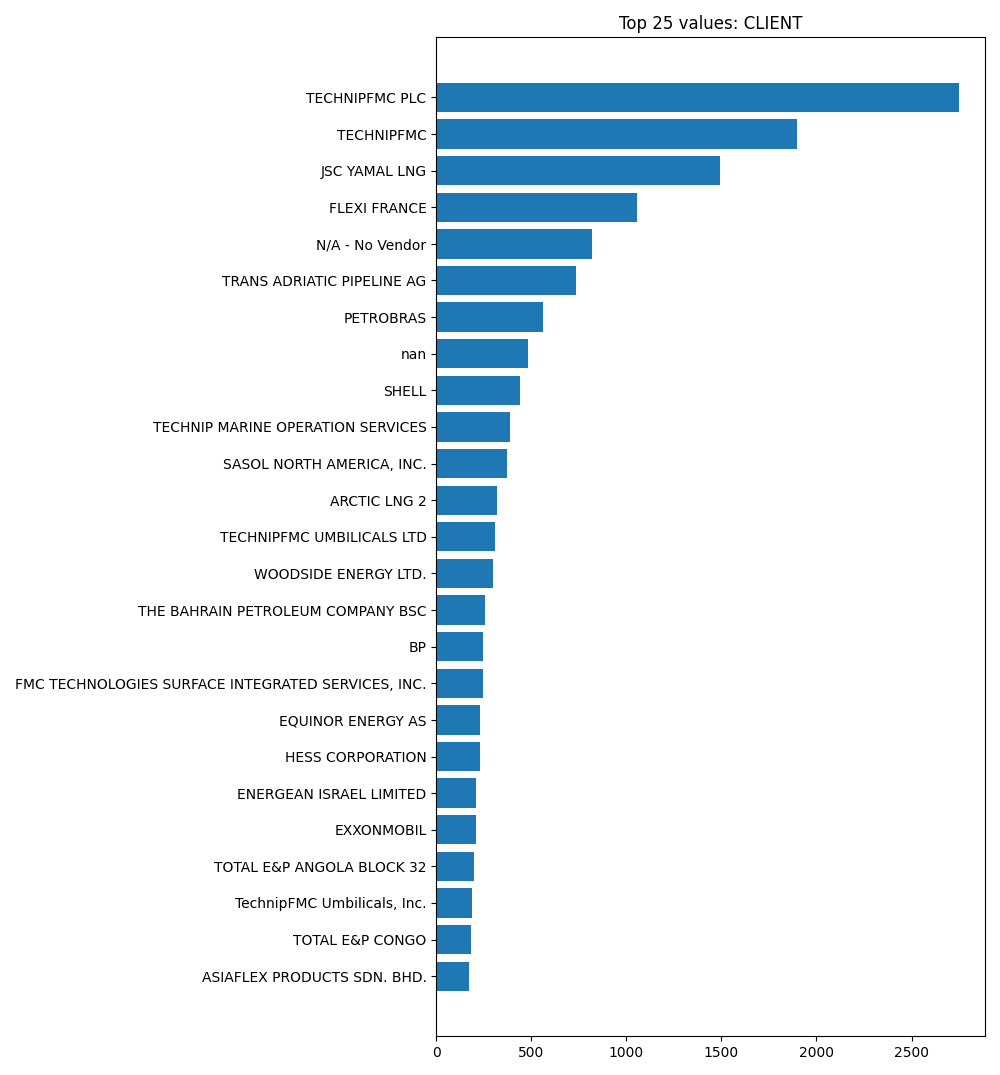 Top 25 values: CLIENT
TECHNIPFMC PLC
TECHNIPFMC
JSC YAMAL LNG
FLEXI FRANCE
N/A - No Vendor
TRANS ADRIATIC PIPELINE AG
PETROBRAS
nan
SHELL
TECHNIP MARINE OPERATION SERVICES
SASOL NORTH AMERICA, INC.
ARCTIC LNG 2
TECHNIPFMC UMBILICALS LTD
WOODSIDE ENERGY LTD.
THE BAHRAIN PETROLEUM COMPANY BSC
BP
FMC TECHNOLOGIES SURFACE INTEGRATED SERVICES, INC.
EQUINOR ENERGY AS
HESS CORPORATION
ENERGEAN ISRAEL LIMITED
EXXONMOBIL
TOTAL E&P ANGOLA BLOCK 32
TechnipFMC Umbilicals, Inc.
TOTAL E&P CONGO
ASIAFLEX PRODUCTS SDN. BHD.
0 500 1000 1500 2000 2500